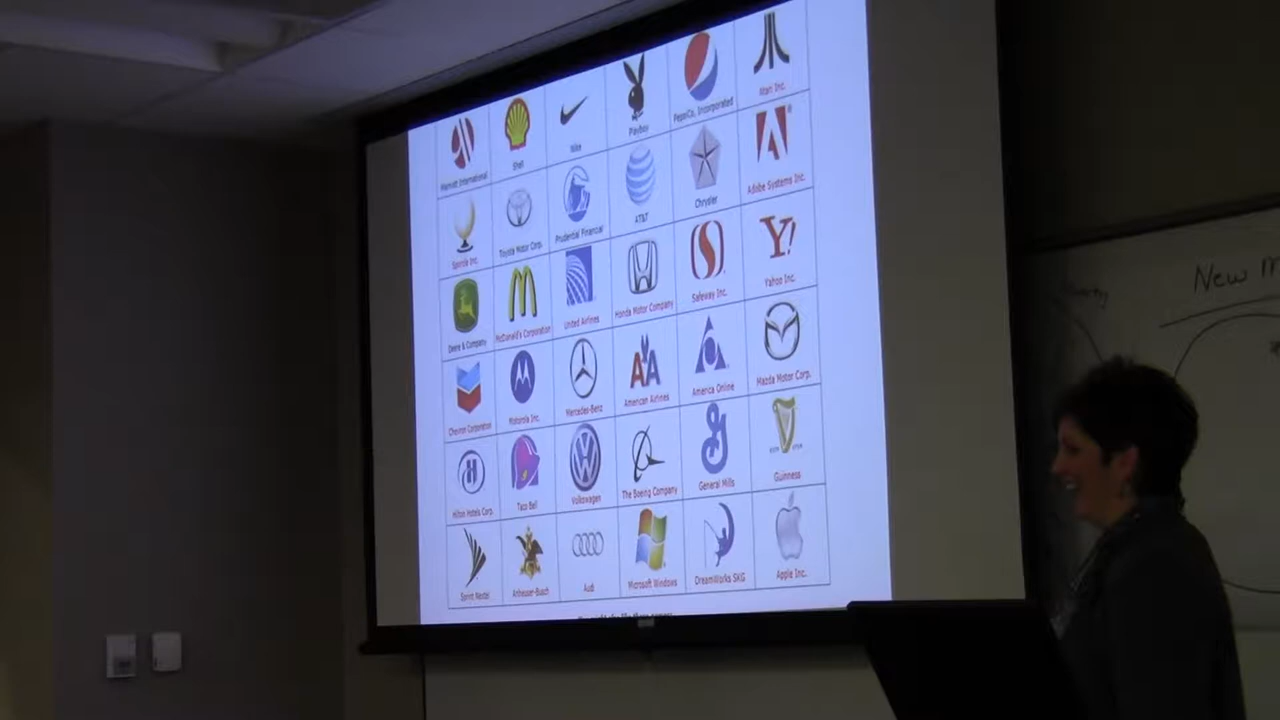 Marriott International
Shell
Nike
Playboy
PepsiCo, Incorporated
Atari Inc.
Toyota Motor Corp.
Prudential Financial
AT&T
Chrysler
Adobe Systems Inc.
Deere & Company
McDonald's Corporation
United Airlines
Honda Motor Company
Safeway Inc.
Y!
Yahoo Inc.
Chevron Corporation
Motorola Inc.
Mercedes-Benz
AA
American Airlines
America Online
Mazda Motor Corp.
H
Hilton Hotels Corp.
Taco Bell
Volkswagen
The Boeing Company
G
General Mills
Guinness
Sprint Nextel
Anheuser-Busch
Audi
Microsoft Windows
DreamWorks SKG
Apple Inc.
New